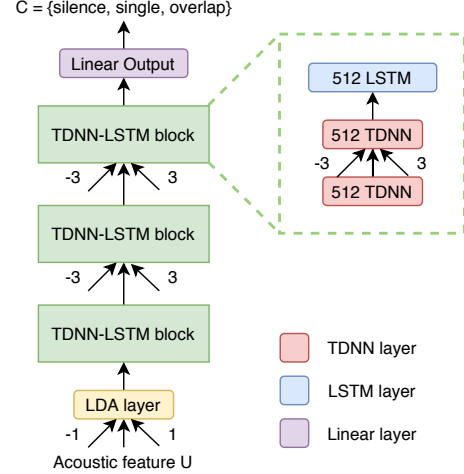 C = {silence, single, overlap}
Linear Output
TDNN-LSTM block
-3 3
TDNN-LSTM block
-3 3
TDNN-LSTM block
LDA layer
-1 1
Acoustic feature U
512 LSTM
512 TDNN
-3 3
512 TDNN
TDNN layer
LSTM layer
Linear layer